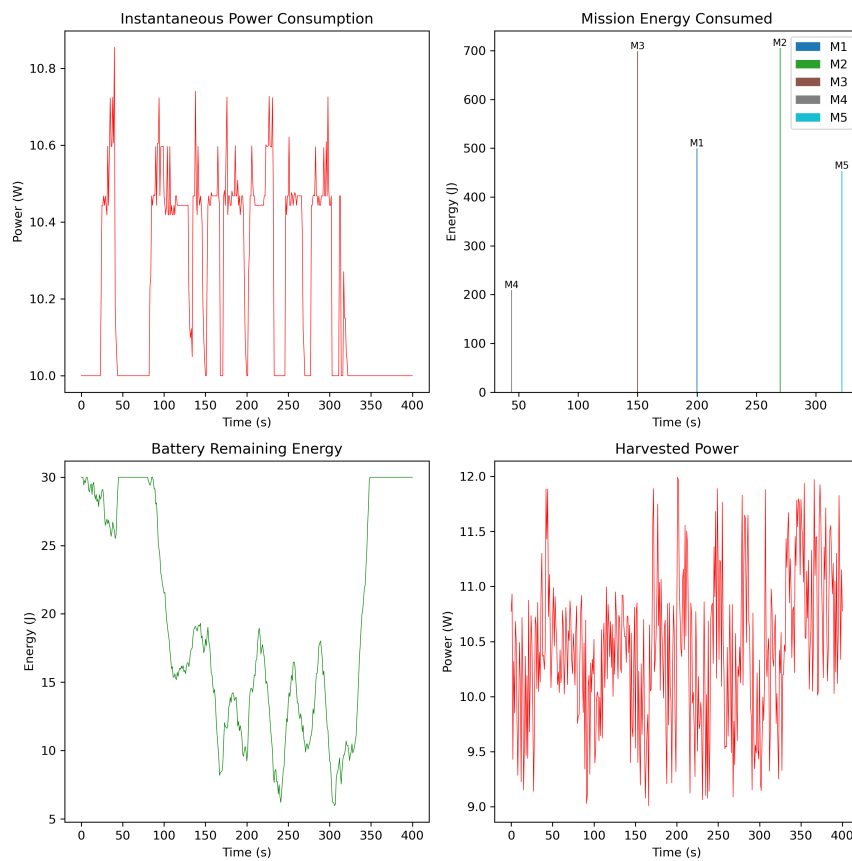 Instantaneous Power Consumption
10.8
10.6
10.4
10.2
10.0
Power (W)
0 50 100 150 200 250 300 350 400
Time (s)
Mission Energy Consumed
M1
M2
M3
M4
M5
M3
M2
M1
M5
M4
700
600
500
400
300
200
100
0
Energy (J)
50 100 150 200 250 300
Time (s)
Battery Remaining Energy
30
25
20
15
10
5
Energy (J)
0 50 100 150 200 250 300 350 400
Time (s)
Harvested Power
12.0
11.5
11.0
10.5
10.0
9.5
9.0
Power (W)
0 50 100 150 200 250 300 350 400
Time (s)